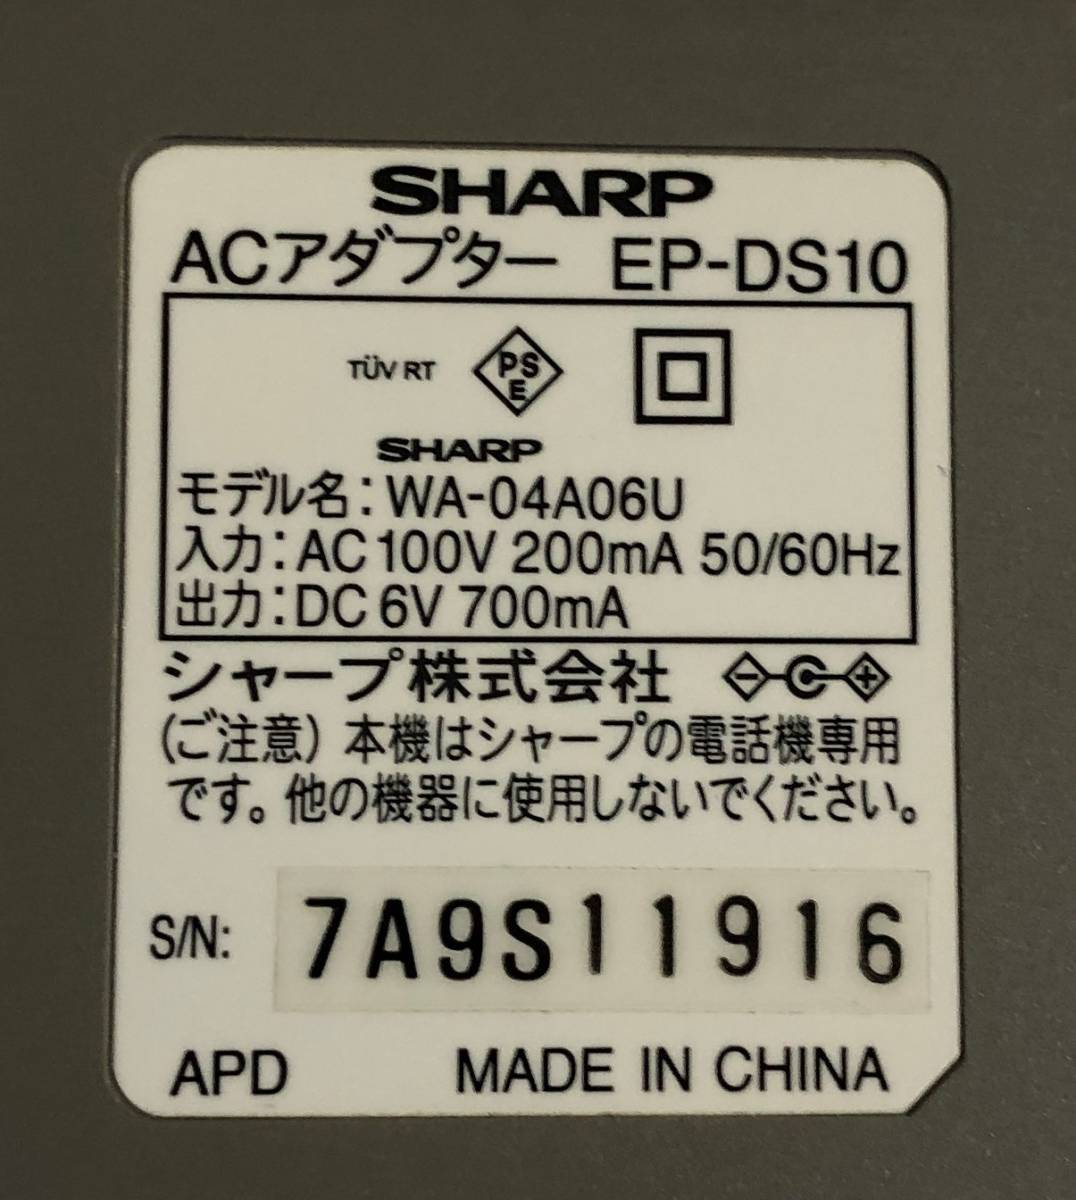 SHARP
ACアダプター EP-DS10
TÜV RT PS E
SHARP
モデル名：WA-04A06U
入力：AC 100V 200mA 50/60Hz
出力：DC 6V 700mA
シャープ株式会社
(ご注意) 本機はシャープの電話機専用
です。他の機器に使用しないでください。
S/N: 7A9S11916
APD MADE IN CHINA